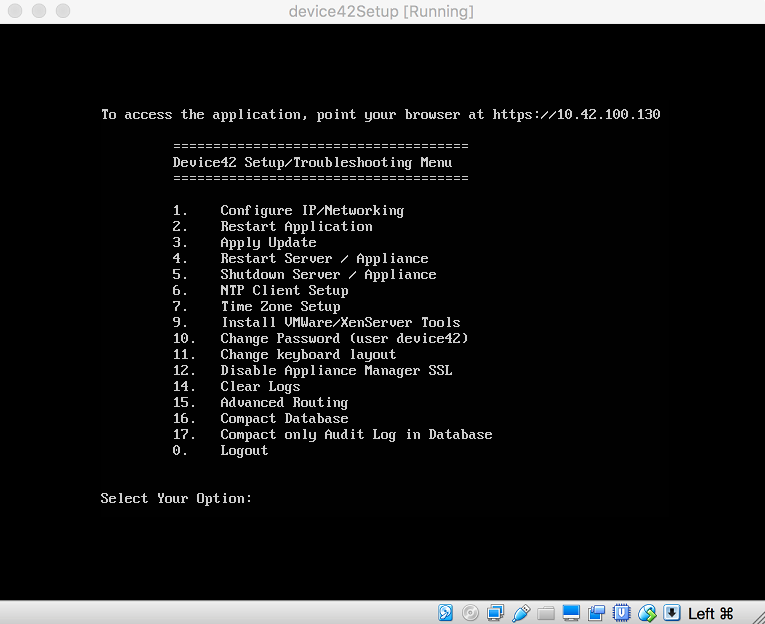 device42Setup [Running]
To access the application, point your browser at https://10.42.100.130
=====================================
Device42 Setup/Troubleshooting Menu
=====================================
1. Configure IP/Networking
2. Restart Application
3. Apply Update
4. Restart Server / Appliance
5. Shutdown Server / Appliance
6. NTP Client Setup
7. Time Zone Setup
9. Install VMWare/XenServer Tools
10. Change Password (user device42)
11. Change keyboard layout
12. Disable Appliance Manager SSL
14. Clear Logs
15. Advanced Routing
16. Compact Database
17. Compact only Audit Log in Database
0. Logout
Select Your Option:
Left ⌘